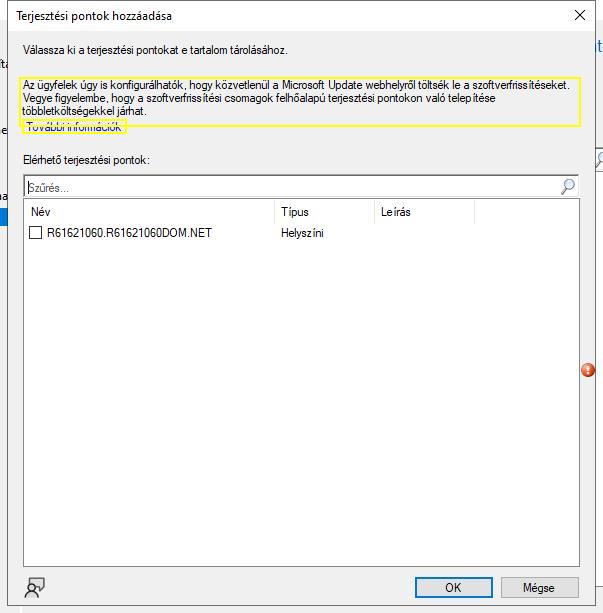 Terjesztési pontok hozzáadása
Válassza ki a terjesztési pontokat e tartalom tárolásához.
Az ügyfelek úgy is konfigurálhatók, hogy közvetlenül a Microsoft Update webhelyről töltsék le a szoftverfrissítéseket.
Vegye figyelembe, hogy a szoftverfrissítési csomagok felhőalapú terjesztési pontokon való telepítése
többletköltségekkel járhat.
További információk
Elérhető terjesztési pontok:
Szűrés...
Név Típus Leírás
R61621060.R61621060DOM.NET Helyszíni
OK Mégse